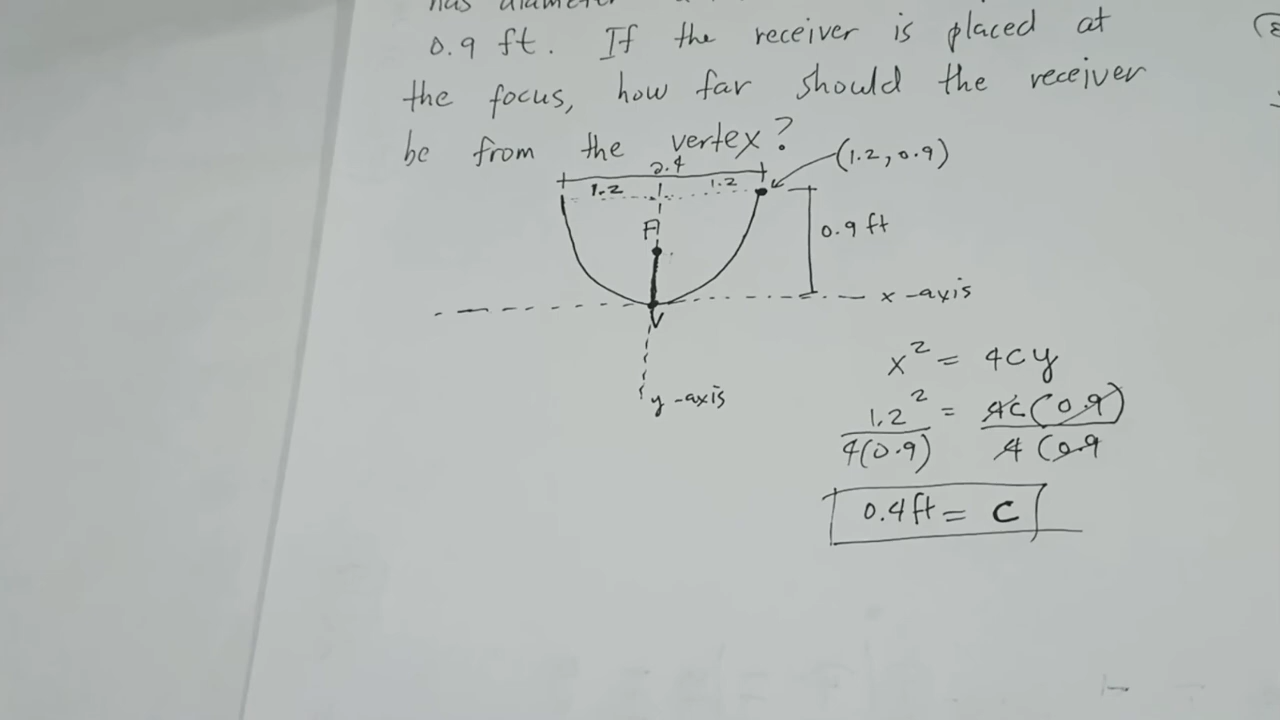 has diameter
0.9 ft. If the receiver is placed at
the focus, how far should the receiver
be from the vertex?
2.4
(1.2, 0.9)
1.2
1.2
F
0.9 ft
x-axis
V
y-axis
x² = 4cy
1.2² / 4(0.9) = 4c(0.9) / 4(0.9
0.4ft = c